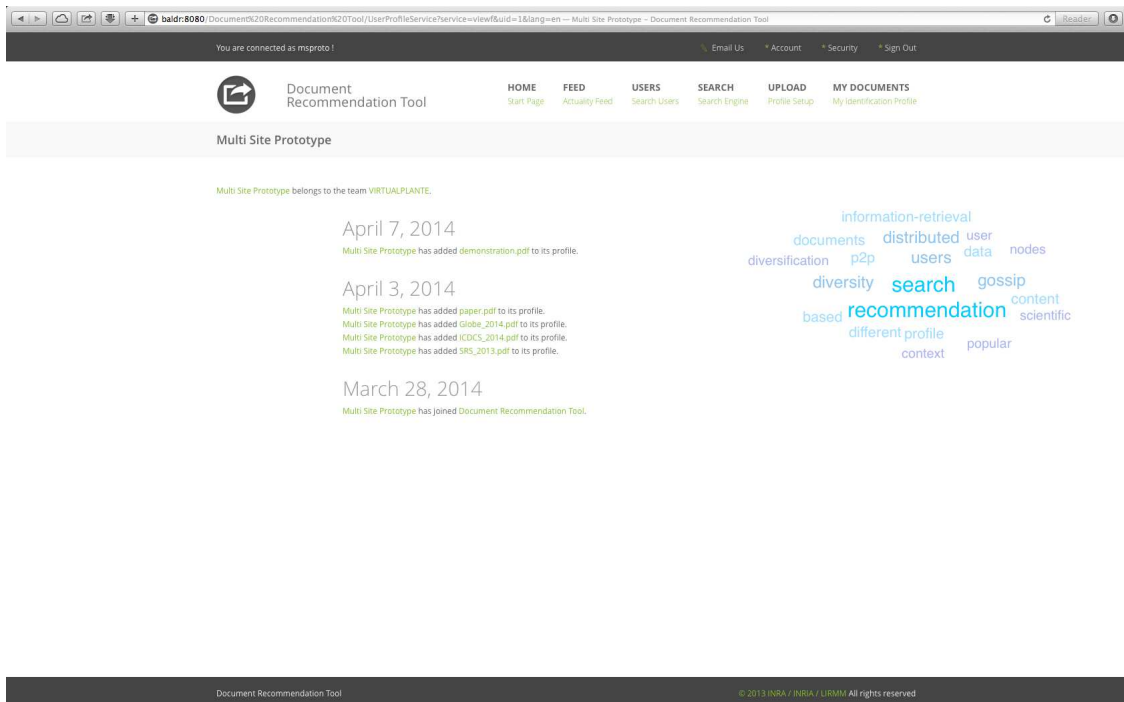 baldr:8080/Document%20Recommendation%20Tool/UserProfileService?service=viewf&uid=1&lang=en — Multi Site Prototype – Document Recommendation Tool
Reader
You are connected as msproto !
Email Us * Account * Security * Sign Out
Document
Recommendation Tool
HOME FEED USERS SEARCH UPLOAD MY DOCUMENTS
Start Page Actuality Feed Search Users Search Engine Profile Setup My Identification Profile
Multi Site Prototype
Multi Site Prototype belongs to the team VIRTUALPLANTE.
April 7, 2014
Multi Site Prototype has added demonstration.pdf to its profile.
April 3, 2014
Multi Site Prototype has added paper.pdf to its profile.
Multi Site Prototype has added Globe_2014.pdf to its profile.
Multi Site Prototype has added ICDCS_2014.pdf to its profile.
Multi Site Prototype has added SRS_2013.pdf to its profile.
March 28, 2014
Multi Site Prototype has joined Document Recommendation Tool.
information-retrieval
documents distributed user
diversification p2p users data nodes
diversity search gossip
based recommendation content
scientific
different profile
context popular
Document Recommendation Tool
© 2013 INRA / INRIA / LIRMM All rights reserved